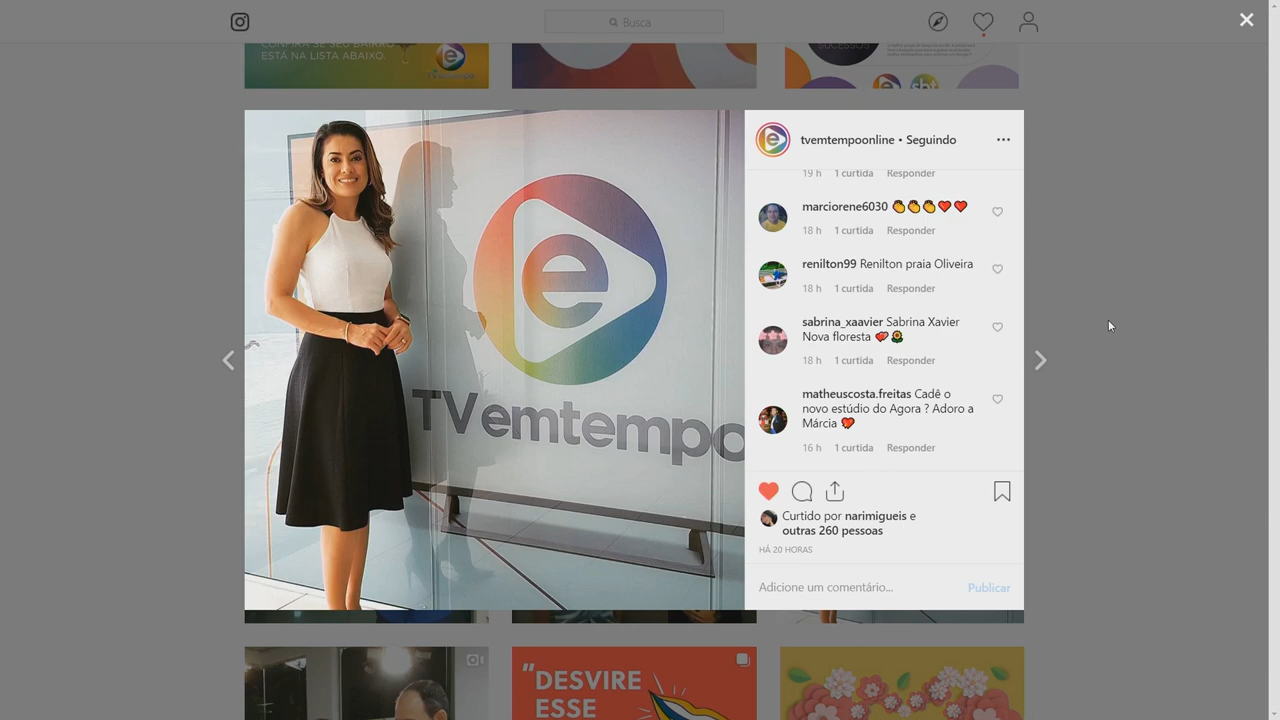 Busca
CONFIRA SE SEU BAIRRO
ESTÁ NA LISTA ABAIXO.
TVemtempo
SUCESSOS
sbt
tvemtempoonline • Seguindo
19 h 1 curtida Responder
marciorene6030 👏👏👏❤️❤️
18 h 1 curtida Responder
renilton99 Renilton praia Oliveira
18 h 1 curtida Responder
sabrina_xaavier Sabrina Xavier
Nova floresta 💖🌻
18 h 1 curtida Responder
matheuscosta.freitas Cadê o
novo estúdio do Agora ? Adoro a
Márcia 💖
16 h 1 curtida Responder
e
TVemtempo
Curtido por narimigueis e
outras 260 pessoas
HÁ 20 HORAS
Adicione um comentário... Publicar
"DESVIRE
ESSE